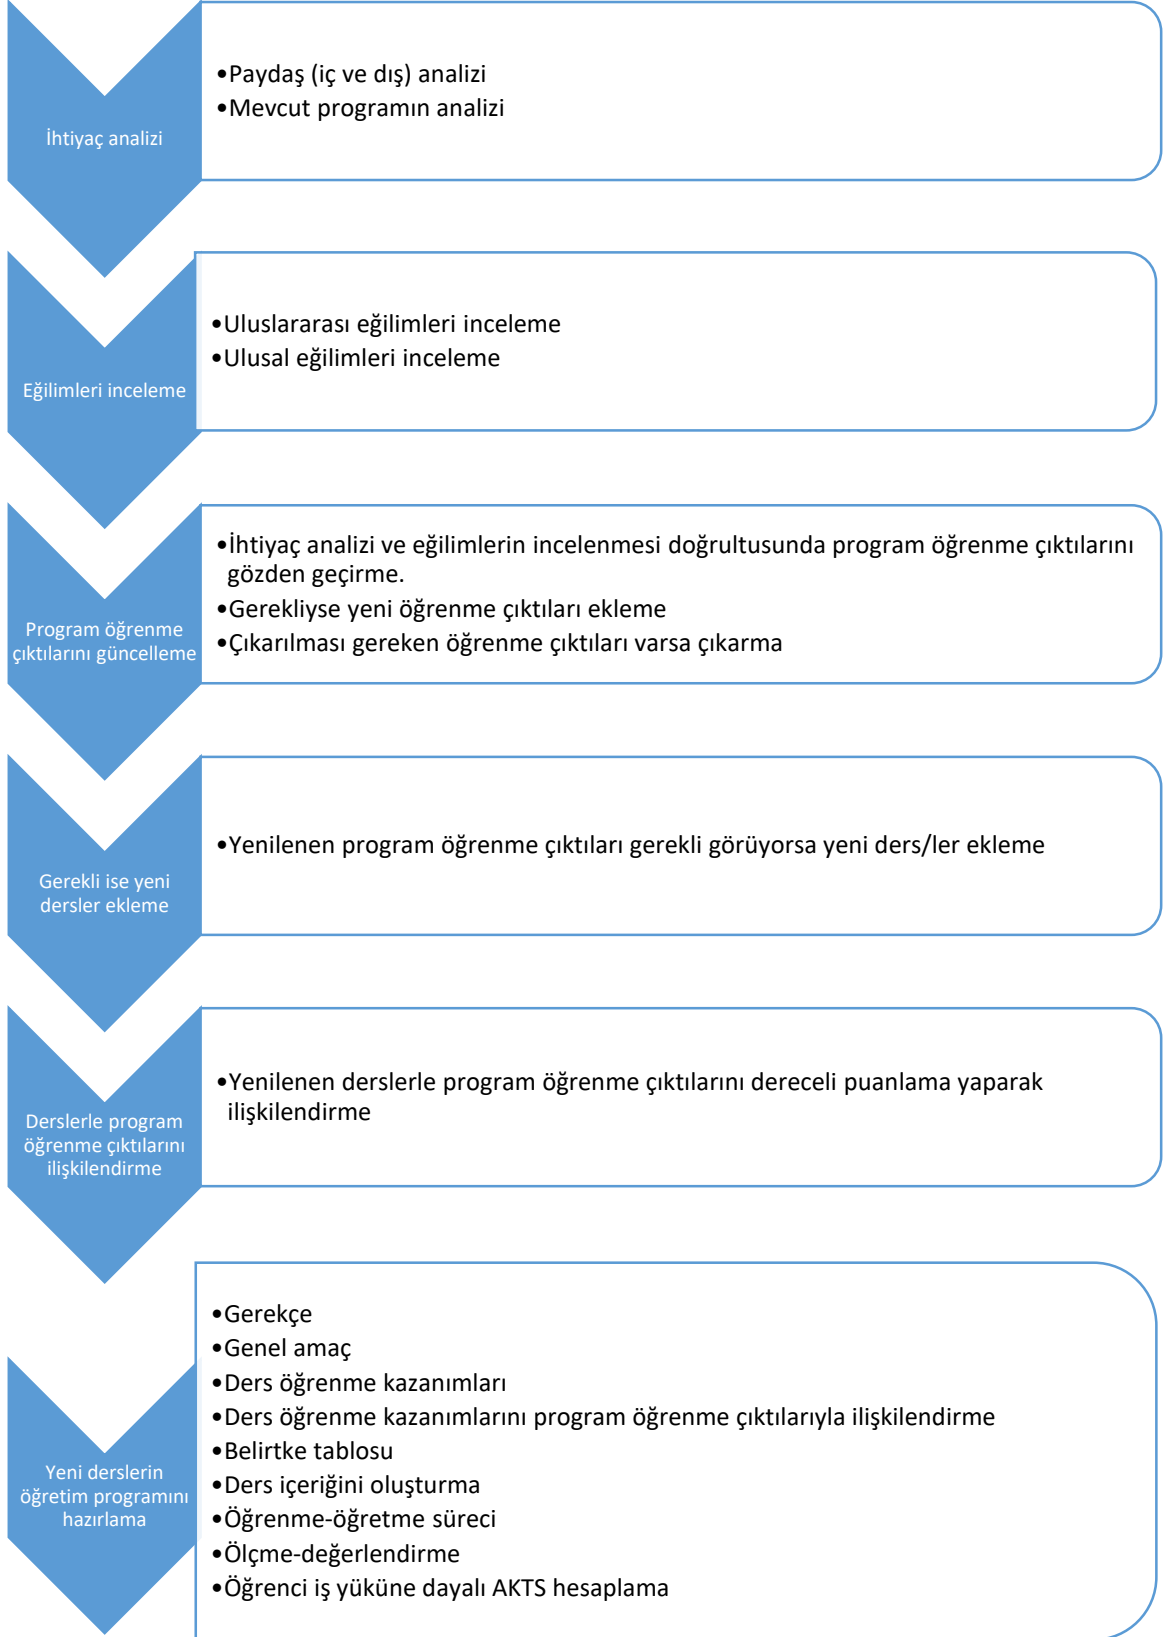 İhtiyaç analizi
•Paydaş (iç ve dış) analizi
•Mevcut programın analizi
Eğilimleri inceleme
•Uluslararası eğilimleri inceleme
•Ulusal eğilimleri inceleme
Program öğrenme
çıktılarını güncelleme
•İhtiyaç analizi ve eğilimlerin incelenmesi doğrultusunda program öğrenme çıktılarını
gözden geçirme.
•Gerekliyse yeni öğrenme çıktıları ekleme
•Çıkarılması gereken öğrenme çıktıları varsa çıkarma
Gerekli ise yeni
dersler ekleme
•Yenilenen program öğrenme çıktıları gerekli görüyorsa yeni ders/ler ekleme
Derslerle program
öğrenme çıktılarını
ilişkilendirme
•Yenilenen derslerle program öğrenme çıktılarını dereceli puanlama yaparak
ilişkilendirme
Yeni derslerin
öğretim programını
hazırlama
•Gerekçe
•Genel amaç
•Ders öğrenme kazanımları
•Ders öğrenme kazanımlarını program öğrenme çıktılarıyla ilişkilendirme
•Belirtke tablosu
•Ders içeriğini oluşturma
•Öğrenme-öğretme süreci
•Ölçme-değerlendirme
•Öğrenci iş yüküne dayalı AKTS hesaplama